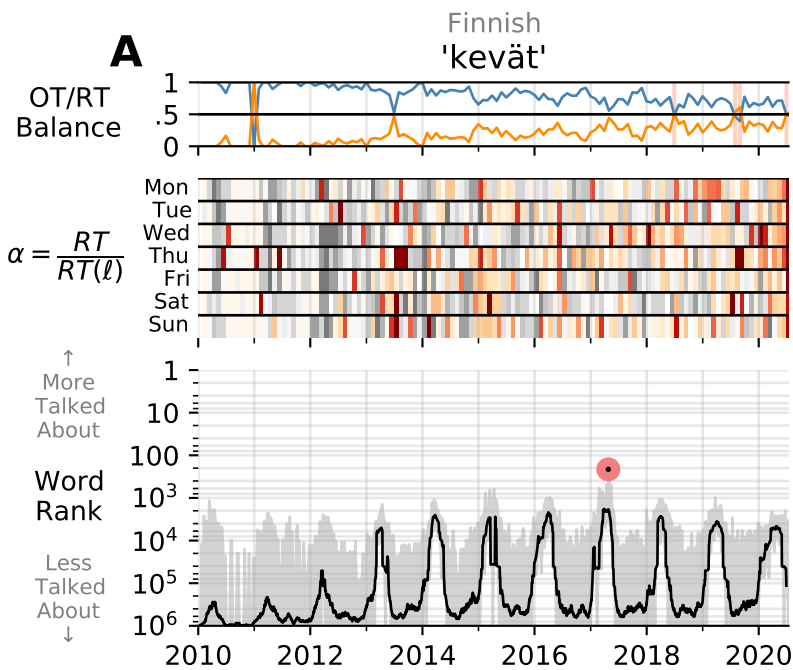 A
Finnish
'kevät'
OT/RT
Balance
1
.5
0
α = RT / RT(ℓ)
Mon
Tue
Wed
Thu
Fri
Sat
Sun
↑
More
Talked
About
Word
Rank
Less
Talked
About
↓
1
10
100
10³
10⁴
10⁵
10⁶
2010 2012 2014 2016 2018 2020